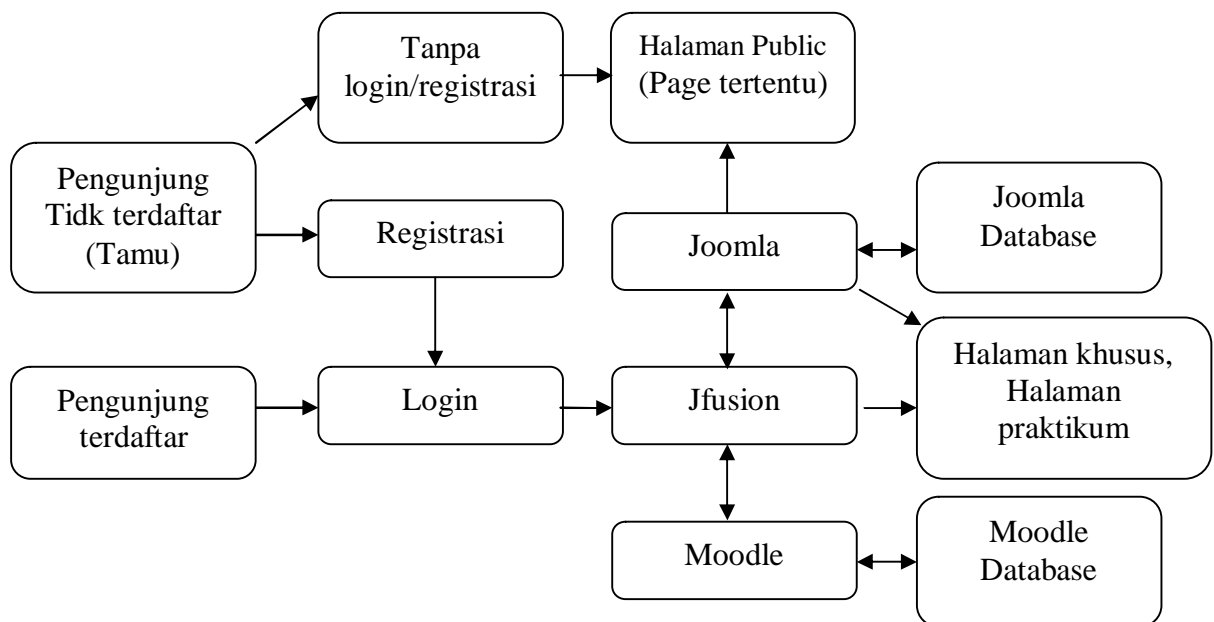 Tanpa
login/registrasi
Halaman Public
(Page tertentu)
Pengunjung
Tidk terdaftar
(Tamu)
Registrasi
Joomla
Joomla
Database
Pengunjung
terdaftar
Login
Jfusion
Halaman khusus,
Halaman
praktikum
Moodle
Moodle
Database